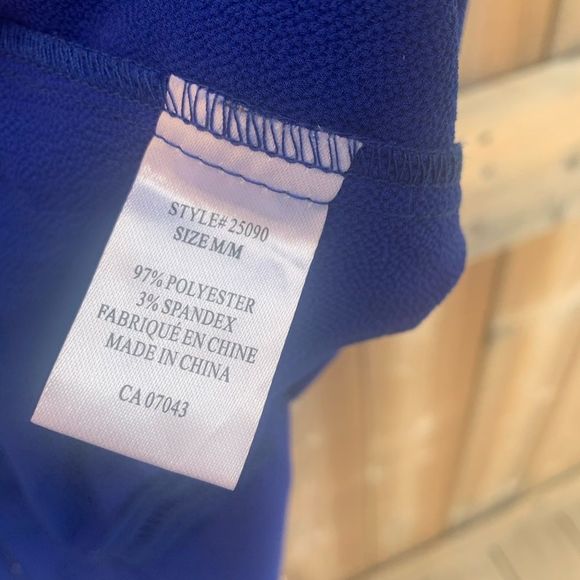 STYLE# 25090
SIZE M/M
97% POLYESTER
3% SPANDEX
FABRIQUÉ EN CHINE
MADE IN CHINA
CA 07043